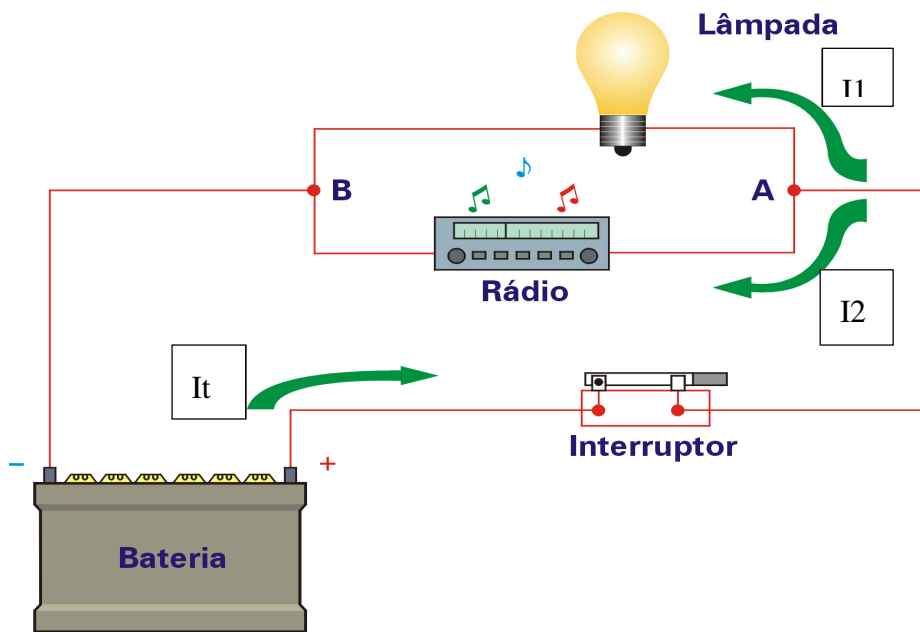 Lâmpada
I1
B
A
Rádio
I2
It
Interruptor
– +
Bateria